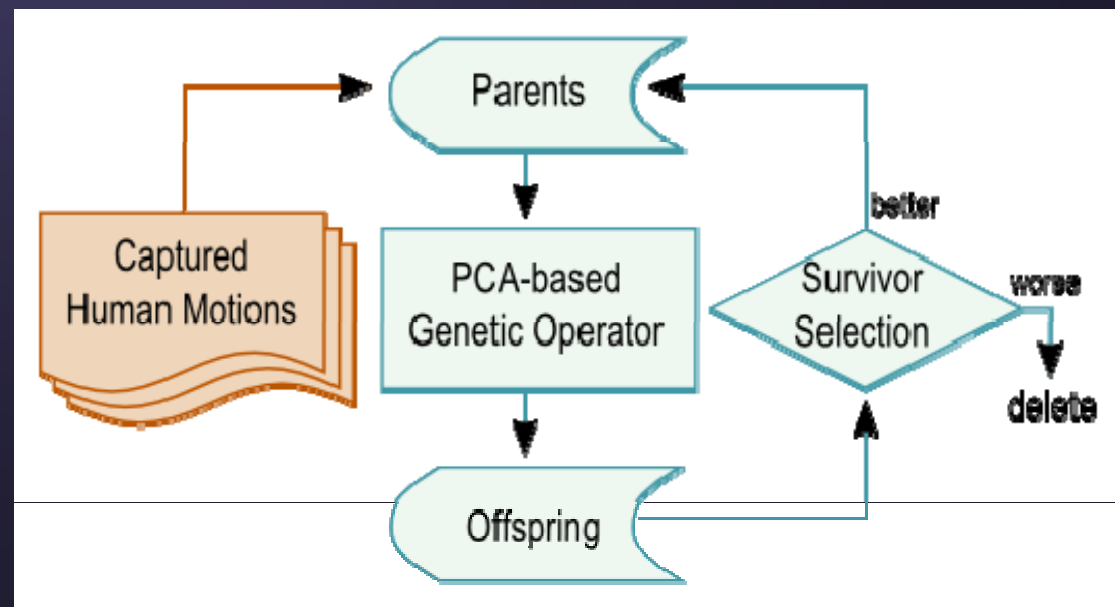 Parents
Captured
Human Motions
PCA-based
Genetic Operator
better
Survivor
Selection
worse
delete
Offspring